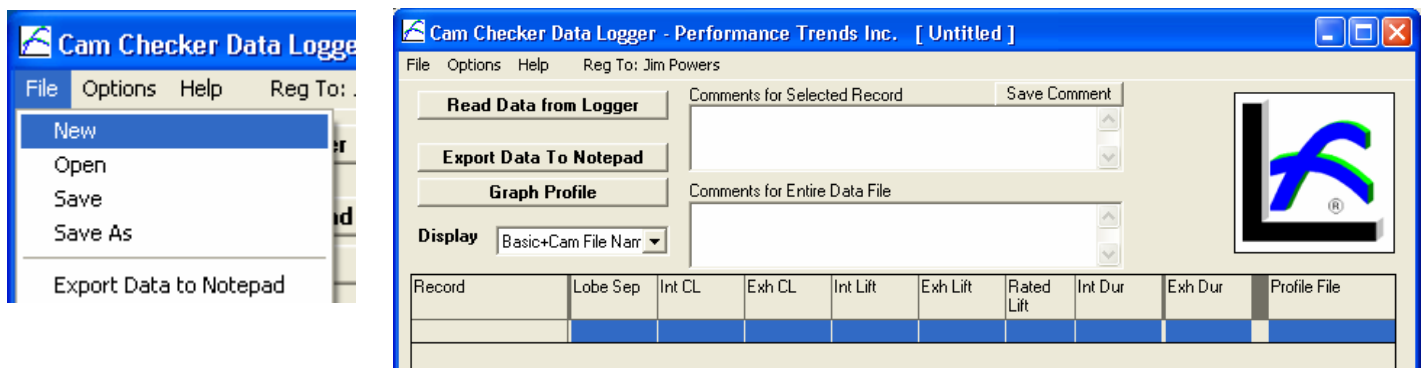 Cam Checker Data Logge
File Options Help Reg To:
New
Open
Save
Save As
Export Data to Notepad
Cam Checker Data Logger - Performance Trends Inc. [ Untitled ]
File Options Help Reg To: Jim Powers
Read Data from Logger
Comments for Selected Record
Save Comment
Export Data To Notepad
Graph Profile
Comments for Entire Data File
Display Basic+Cam File Nam
®
Record Lobe Sep Int CL Exh CL Int Lift Exh Lift Rated Int Dur Exh Dur Profile File
Lift